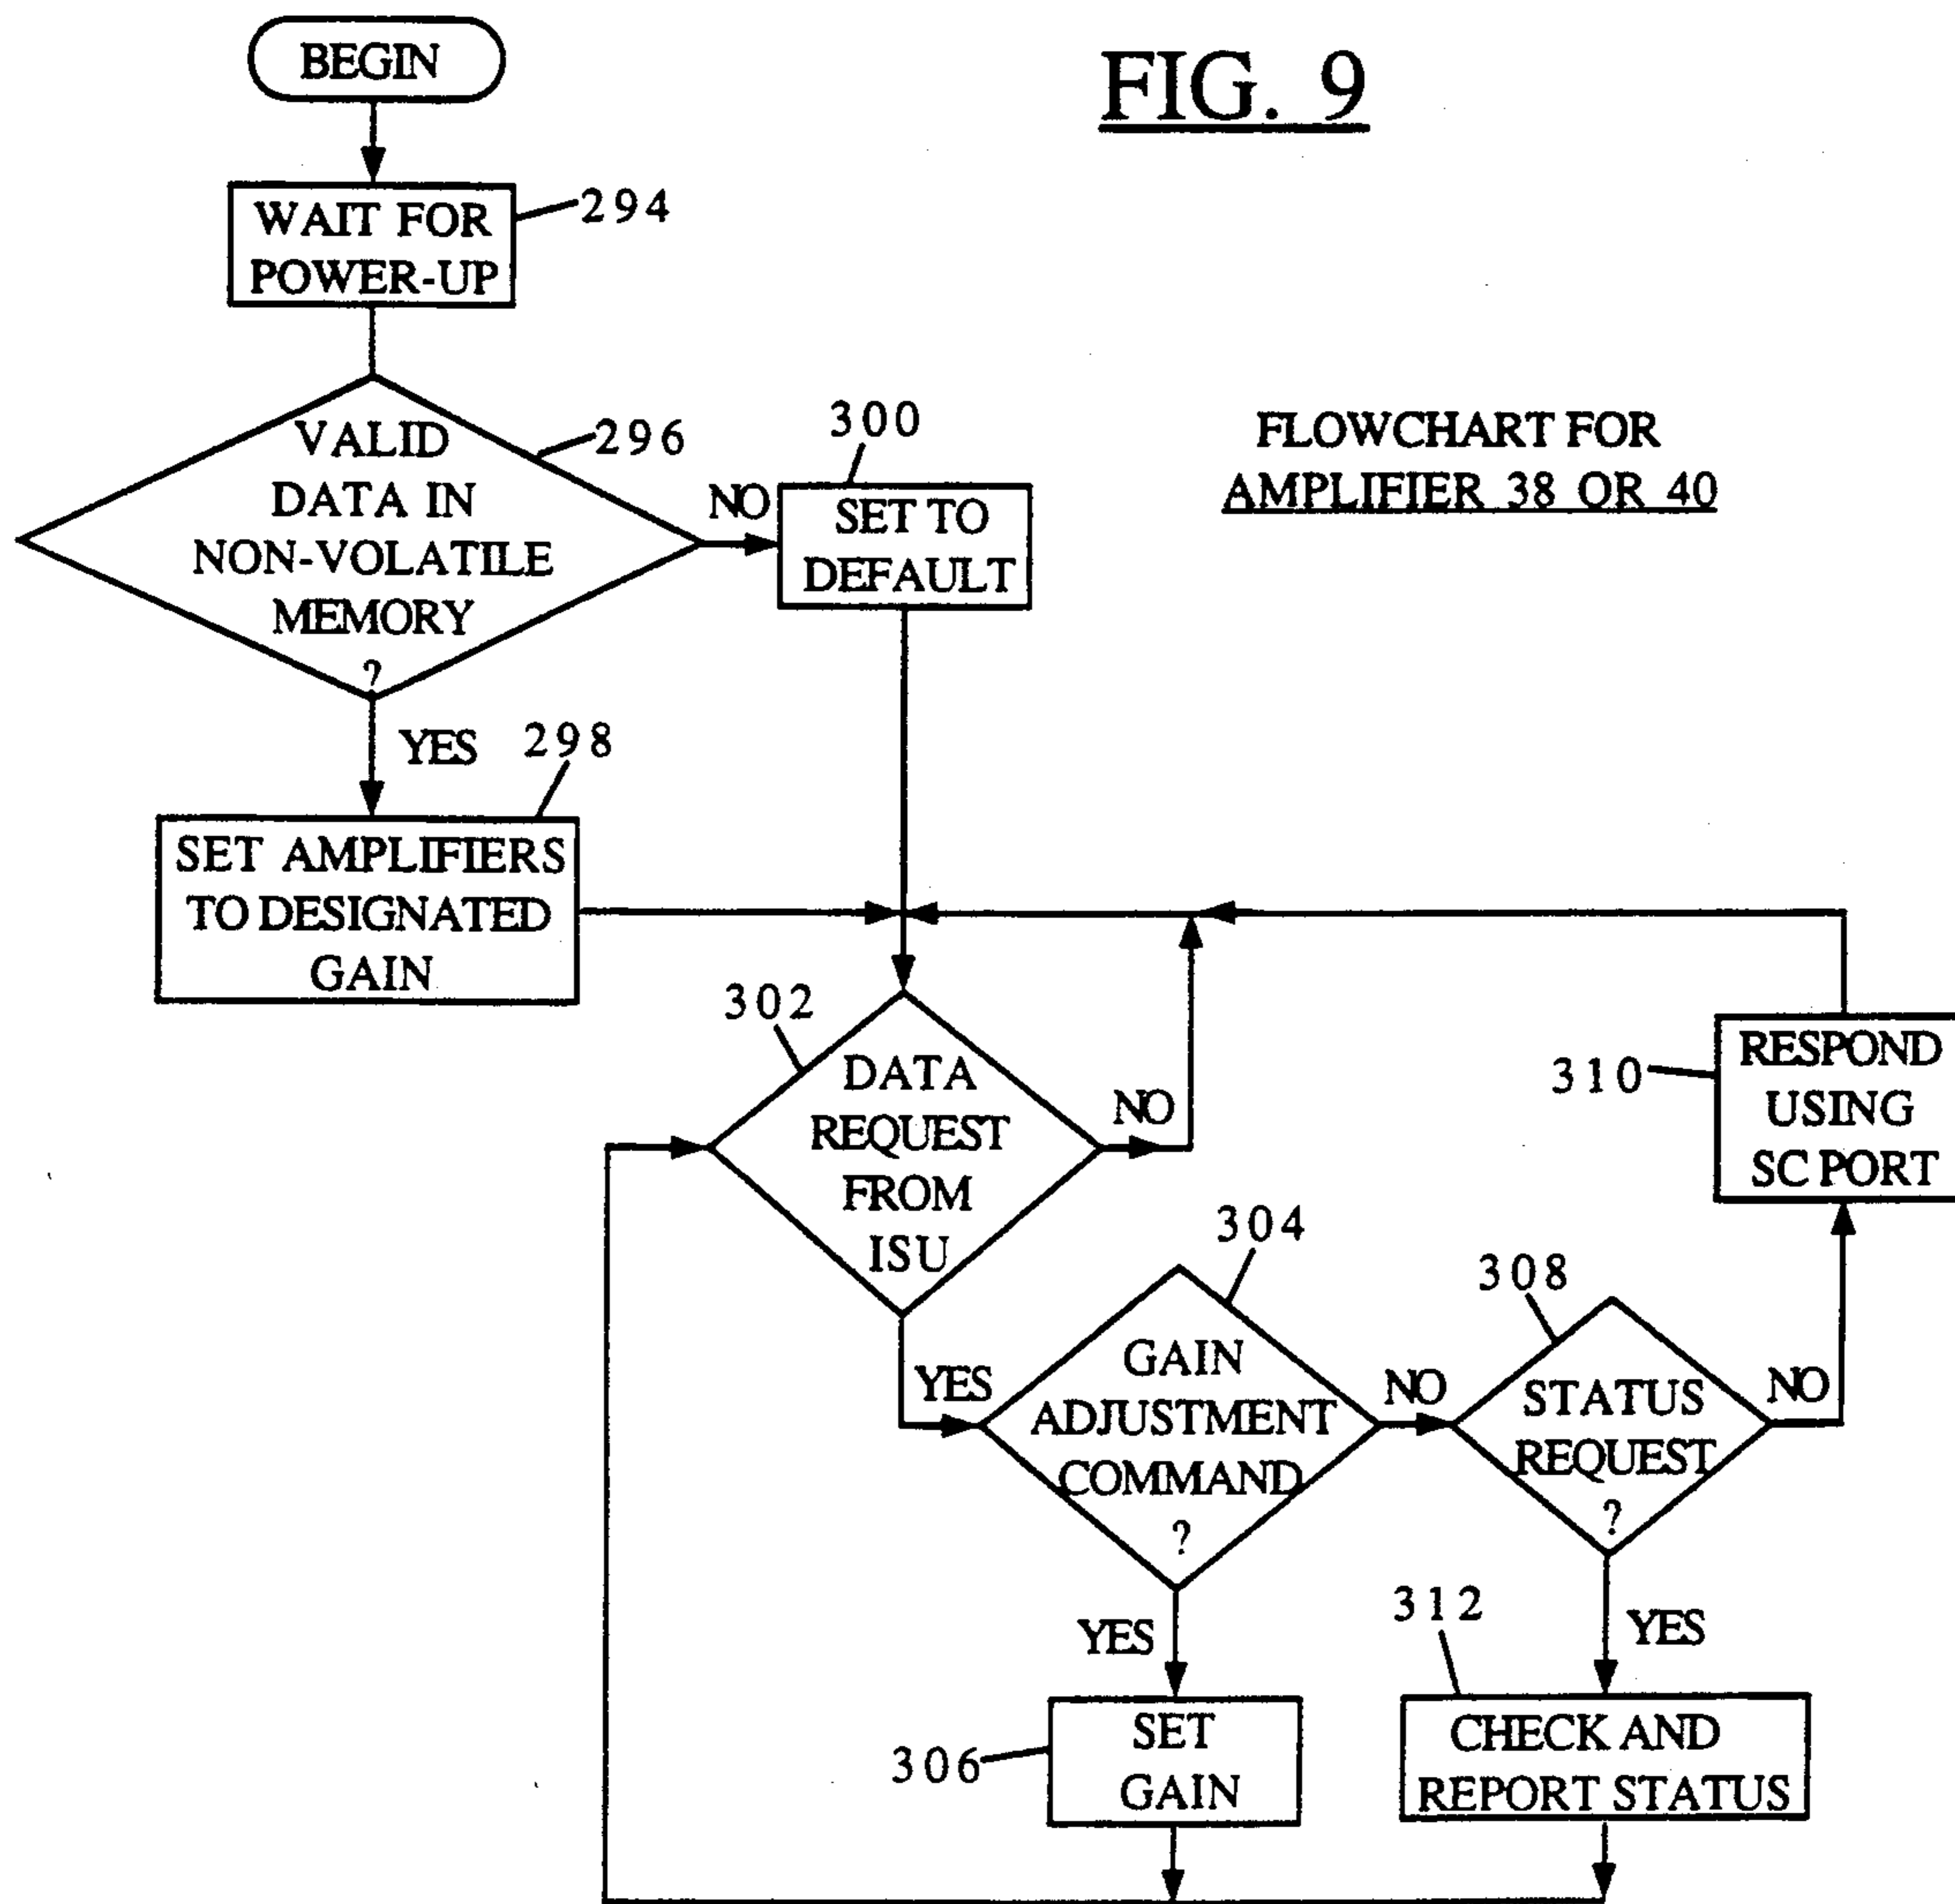 BEGIN
FIG. 9
WAIT FOR
POWER-UP
294
VALID
DATA IN
NON-VOLATILE
MEMORY
?
296
NO
300
SET TO
DEFAULT
FLOWCHART FOR
AMPLIFIER 38 OR 40
YES
298
SET AMPLIFIERS
TO DESIGNATED
GAIN
302
DATA
REQUEST
FROM
ISU
NO
310
RESPOND
USING
SC PORT
YES
304
GAIN
ADJUSTMENT
COMMAND
?
NO
308
STATUS
REQUEST
?
NO
YES
306
SET
GAIN
312
YES
CHECK AND
REPORT STATUS